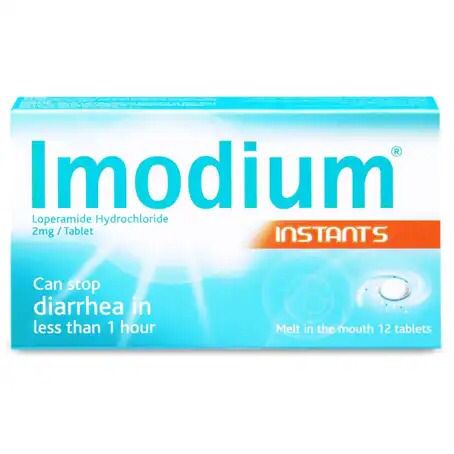 Imodium®
Loperamide Hydrochloride
2mg / Tablet
INSTANTS
Can stop
diarrhea in
less than 1 hour
Melt in the mouth 12 tablets